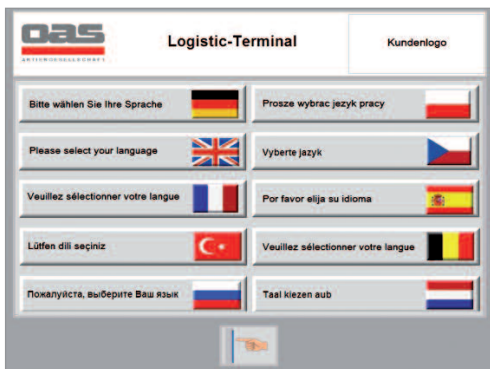 oas
AKTIENGESELLSCHAFT
Logistic-Terminal
Kundenlogo
Bitte wählen Sie Ihre Sprache
Prosze wybrac jezyk pracy
Please select your language
Vyberte jazyk
Veuillez sélectionner votre langue
Por favor elija su idioma
Lütfen dili seçiniz
Veuillez sélectionner votre langue
Пожалуйста, выберите Ваш язык
Taal kiezen aub